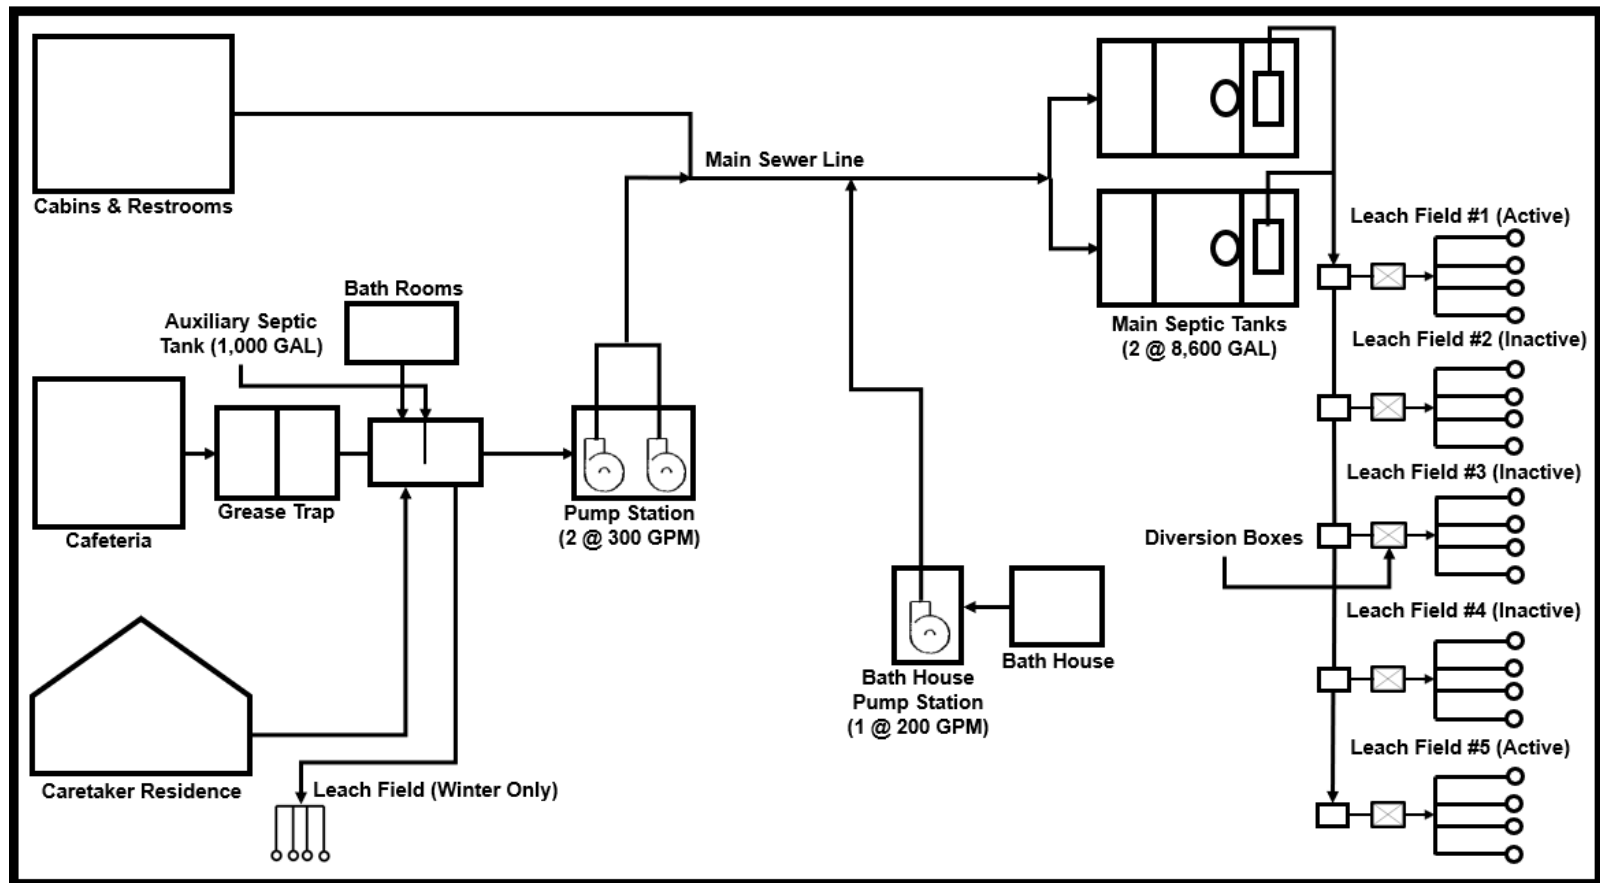 Cabins & Restrooms
Main Sewer Line
Main Septic Tanks
(2 @ 8,600 GAL)
Bath Rooms
Auxiliary Septic
Tank (1,000 GAL)
Cafeteria
Grease Trap
Pump Station
(2 @ 300 GPM)
Caretaker Residence
Leach Field (Winter Only)
Bath House
Pump Station
(1 @ 200 GPM)
Bath House
Diversion Boxes
Leach Field #1 (Active)
Leach Field #2 (Inactive)
Leach Field #3 (Inactive)
Leach Field #4 (Inactive)
Leach Field #5 (Active)